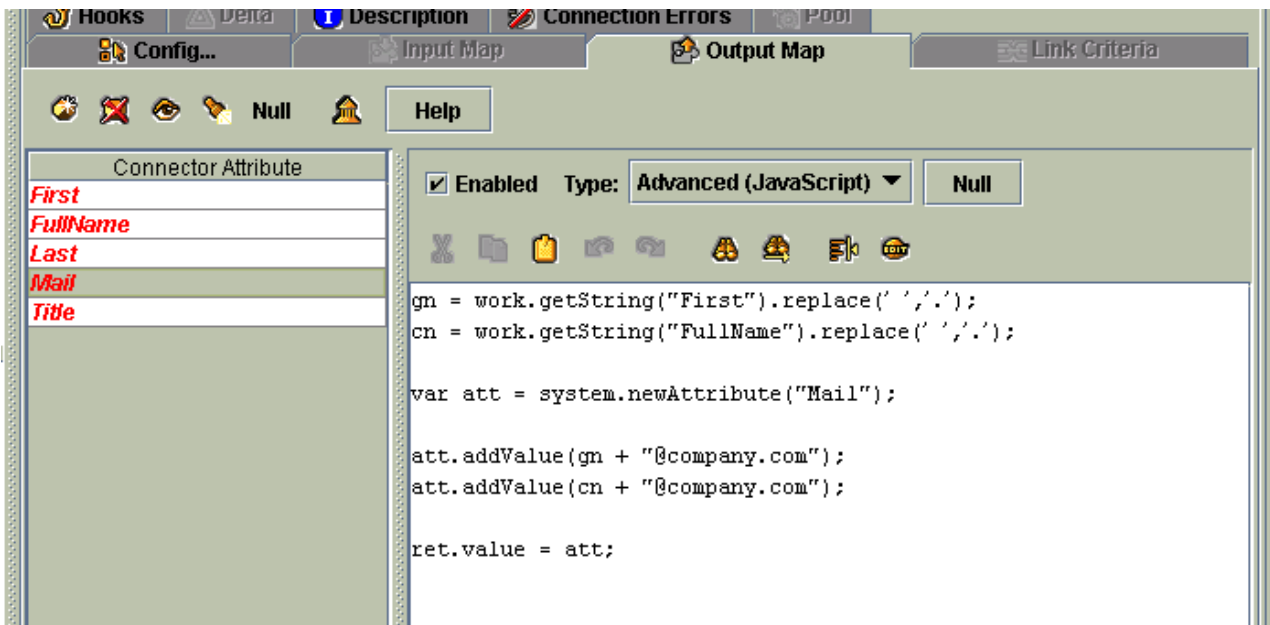 Hooks Delta Description Connection Errors Pool
Config... Input Map Output Map Link Criteria
Null Help
Connector Attribute
First
FullName
Last
Mail
Title
Enabled Type: Advanced (JavaScript) Null
EDIT
gn = work.getString("First").replace(' ','.');
cn = work.getString("FullName").replace(' ','.');
var att = system.newAttribute("Mail");
att.addValue(gn + "@company.com");
att.addValue(cn + "@company.com");
ret.value = att;